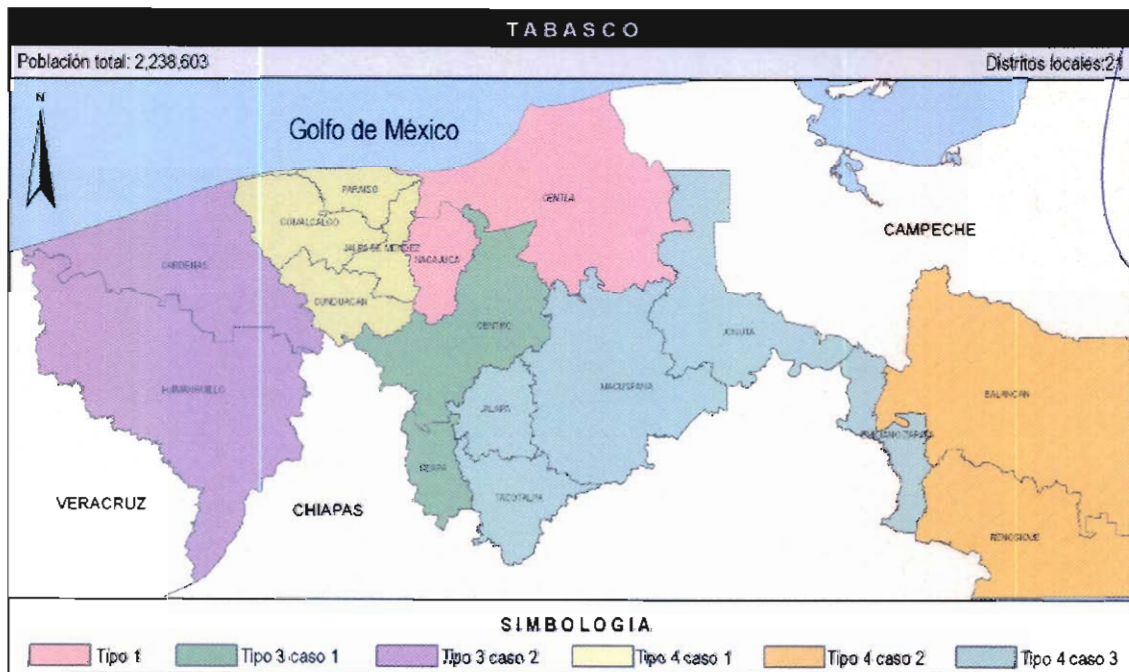 TABASCO
Población total: 2,238,603
Distritos locales:21
N
Golfo de México
PARAISO
CENTLA
COMALCALCO
CAMPECHE
JALPA DE MENDEZ
NACAJUCA
CARDENAS
CUNDUACAN
CENTRO
JONUTA
HUIMANGUILLO
MACUSPANA
BALANCAN
JALAPA
EMILIANO ZAPATA
TEAPA
TACOTALPA
VERACRUZ
CHIAPAS
TENOSIQUE
SIMBOLOGIA
Tipo 1
Tipo 3 caso 1
Tipo 3 caso 2
Tipo 4 caso 1
Tipo 4 caso 2
Tipo 4 caso 3